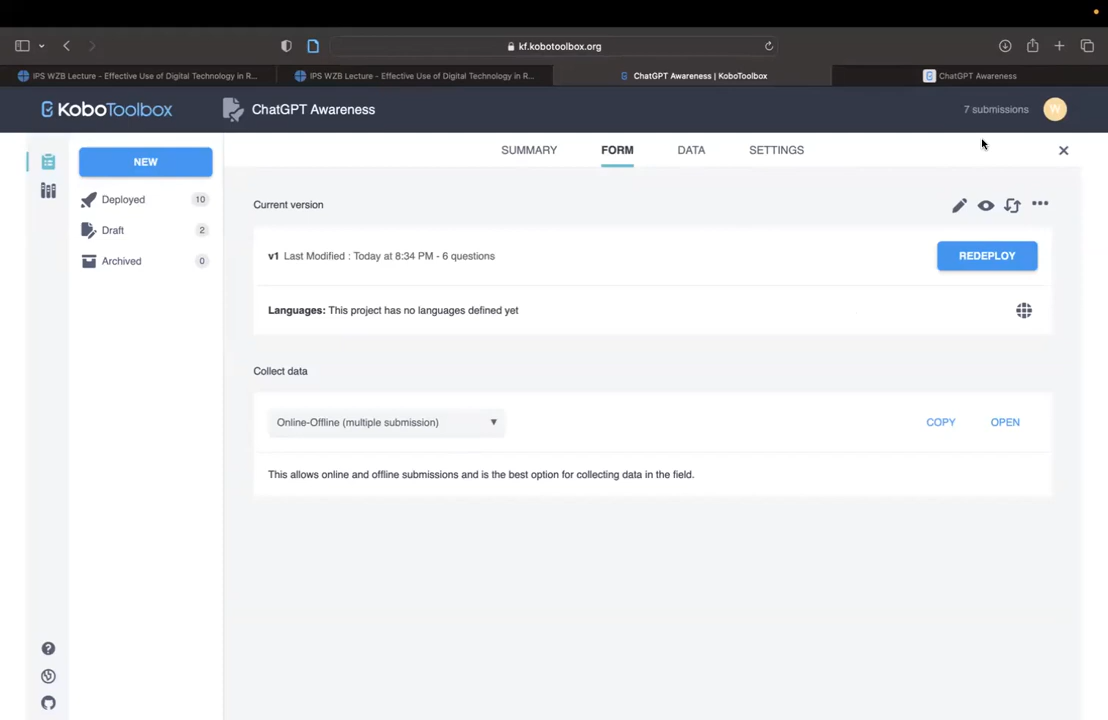 kf.kobotoolbox.org
IPS WZB Lecture - Effective Use of Digital Technology in R...
IPS WZB Lecture - Effective Use of Digital Technology in R...
ChatGPT Awareness | KoboToolbox
ChatGPT Awareness
KoboToolbox
ChatGPT Awareness
7 submissions
W
NEW
Deployed 10
Draft 2
Archived 0
SUMMARY
FORM
DATA
SETTINGS
Current version
v1 Last Modified : Today at 8:34 PM - 6 questions
REDEPLOY
Languages: This project has no languages defined yet
Collect data
Online-Offline (multiple submission)
COPY
OPEN
This allows online and offline submissions and is the best option for collecting data in the field.